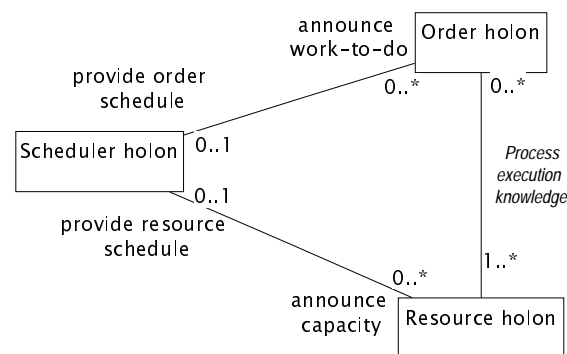 announce
work-to-do
Order holon
provide order
schedule
0..*
0..*
Scheduler holon
0..1
Process
execution
knowledge
0..1
provide resource
schedule
1..*
0..*
announce
capacity
Resource holon